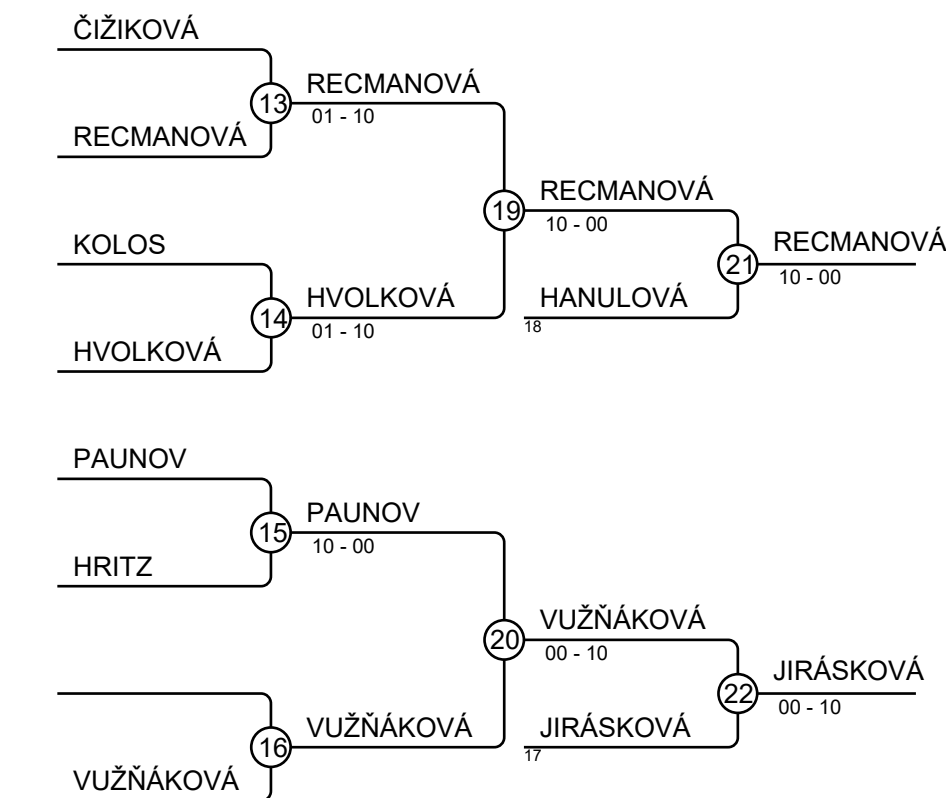 ČIŽIKOVÁ
13
RECMANOVÁ
01 - 10
RECMANOVÁ
19
RECMANOVÁ
10 - 00
KOLOS
21
RECMANOVÁ
10 - 00
14
HVOLKOVÁ
01 - 10
HANULOVÁ
18
HVOLKOVÁ
PAUNOV
15
PAUNOV
10 - 00
HRITZ
20
VUŽŇÁKOVÁ
00 - 10
22
JIRÁSKOVÁ
00 - 10
16
VUŽŇÁKOVÁ
JIRÁSKOVÁ
17
VUŽŇÁKOVÁ